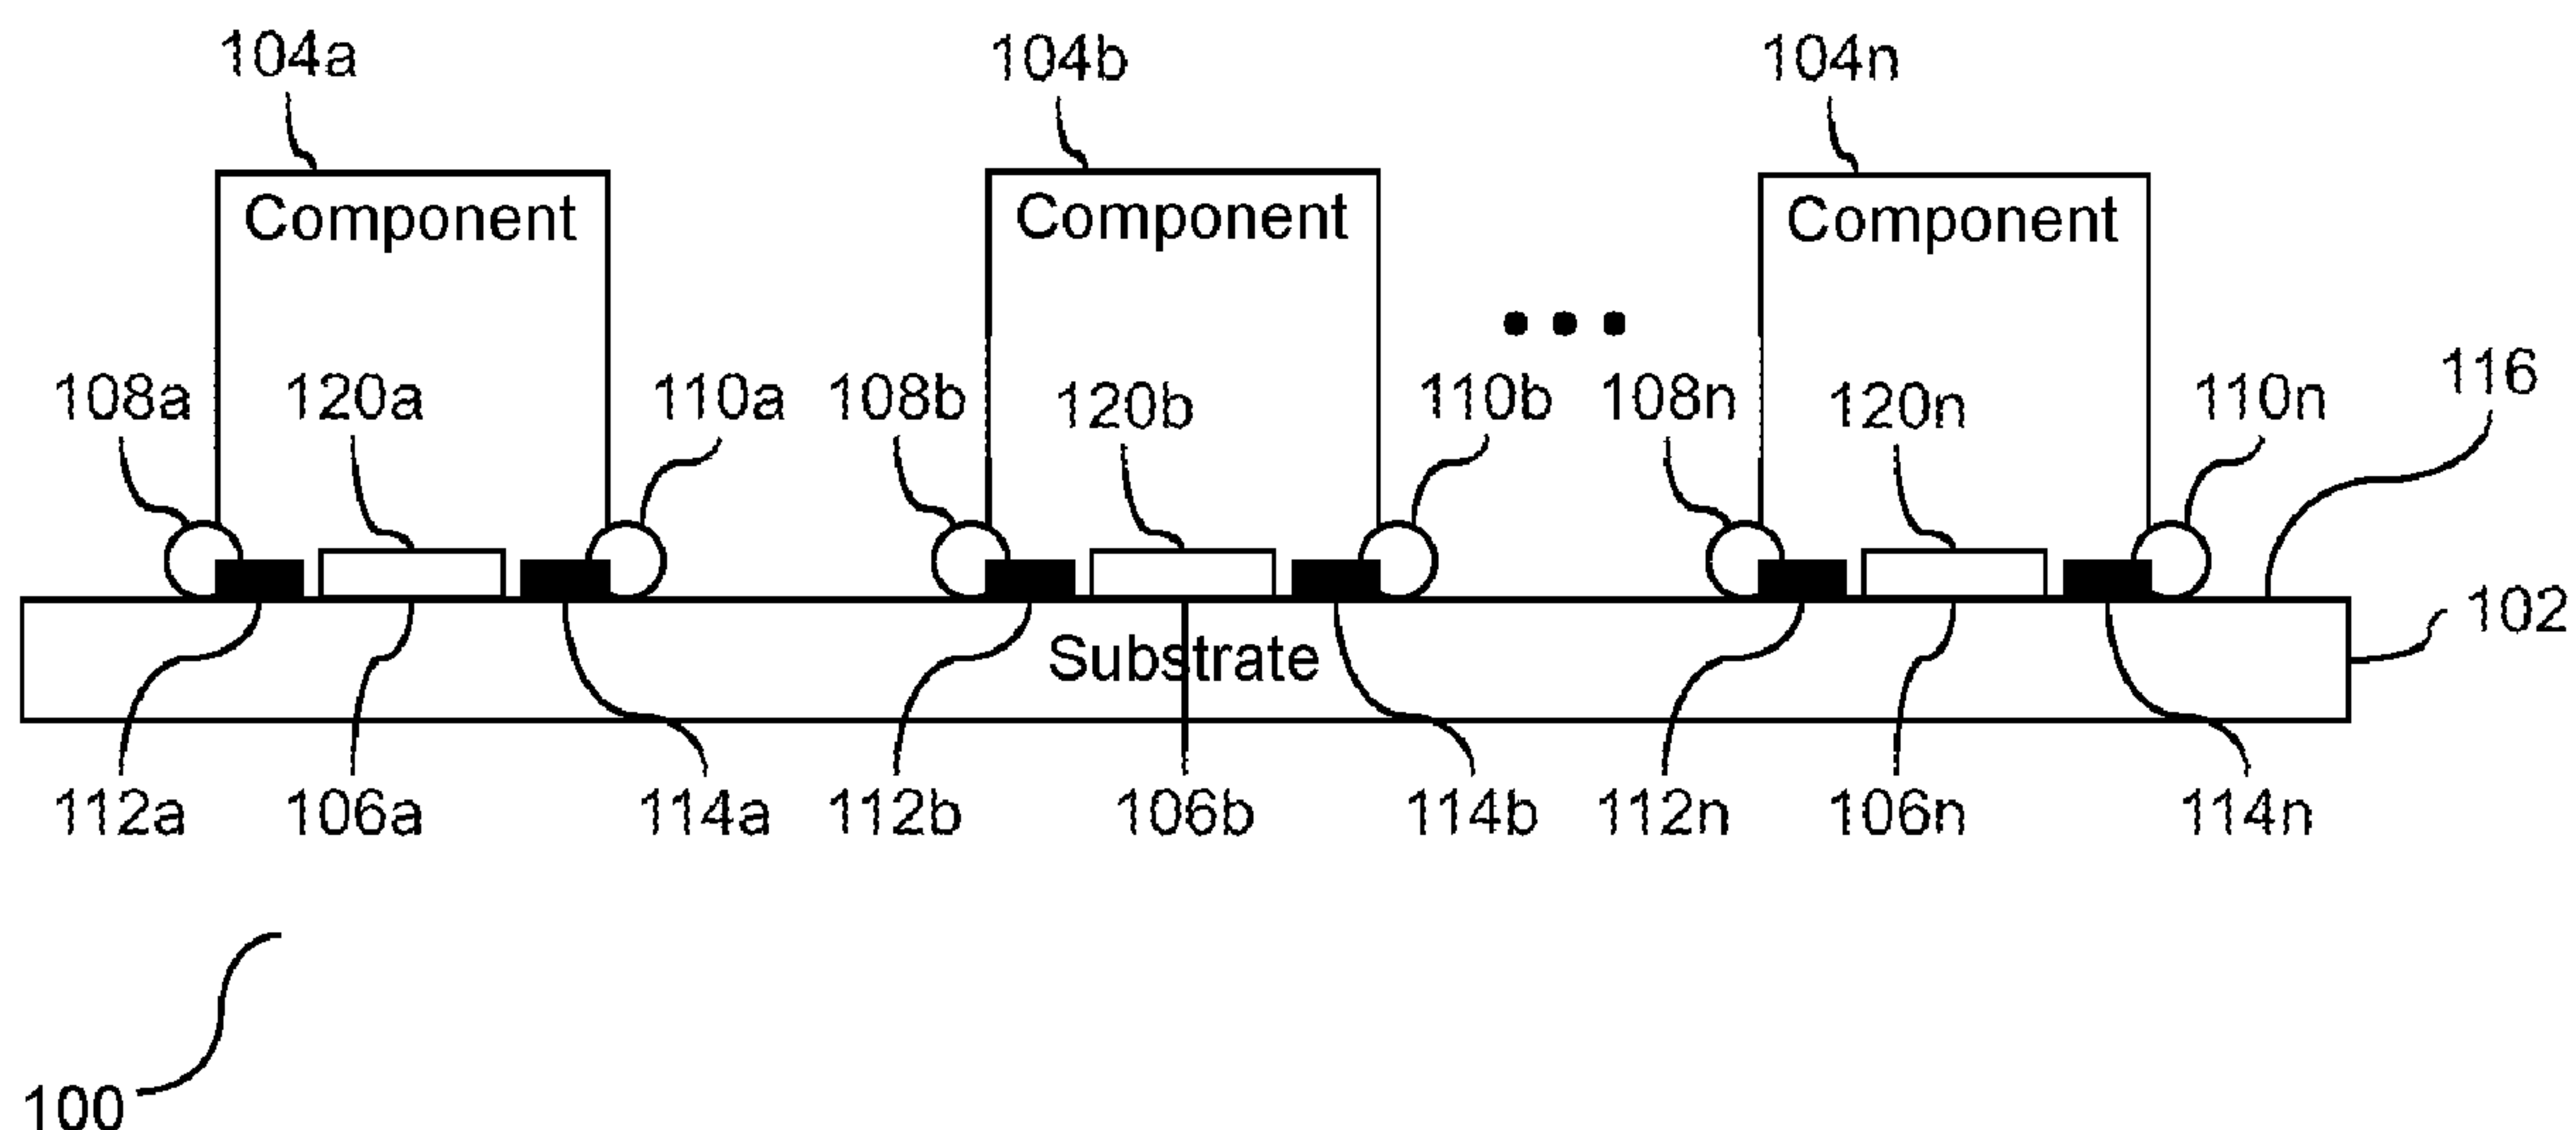 104a 104b 104n
Component Component Component
108a 120a 110a 108b 120b 110b 108n 120n 110n 116
Substrate 102
112a 106a 114a 112b 106b 114b 112n 106n 114n
100